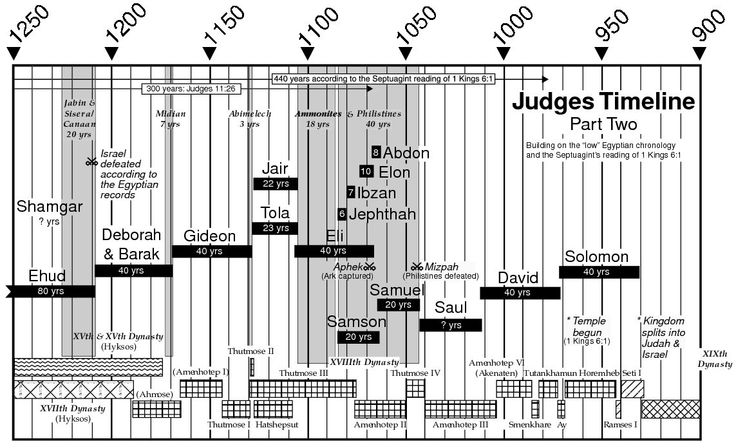 1250
1200
1150
1100
1050
1000
950
900
440 years according to the Septuagint reading of 1 Kings 6:1
300 years: Judges 11:26
Judges Timeline
Part Two
Building on the "low" Egyptian chronology
and the Septuagint's reading of 1 Kings 6:1
Jabin &
Sisera/
Canaan
20 yrs
Midian
7 yrs
Abimelech
3 yrs
Ammonites & Philistines
18 yrs
40 yrs
Israel
defeated
according to
the Egyptian
records
8 Abdon
10 Elon
7 Ibzan
6 Jephthah
Jair
22 yrs
Tola
23 yrs
Shamgar
? yrs
Deborah
& Barak
40 yrs
Gideon
40 yrs
Eli
40 yrs
Ehud
80 yrs
Aphek
(Ark captured)
Mizpah
(Philistines defeated)
Samuel
20 yrs
Samson
20 yrs
Saul
? yrs
David
40 yrs
Solomon
40 yrs
* Temple
begun
(1 Kings 6:1)
* Kingdom
splits into
Judah &
Israel
XVth & XVth Dynasty
(Hyksos)
XVIIth Dynasty
(Hyksos)
XVIIIth Dynasty
XIXth
Dynasty
(Ahmose)
(Amenhotep I)
Thutmose I
Thutmose II
Hatshepsut
Thutmose III
Amenhotep II
Thutmose IV
Amenhotep III
Amenhotep VI
(Akenaten)
Smenkhare
Tutankhamun
Ay
Horemheb
Ramses I
Seti I